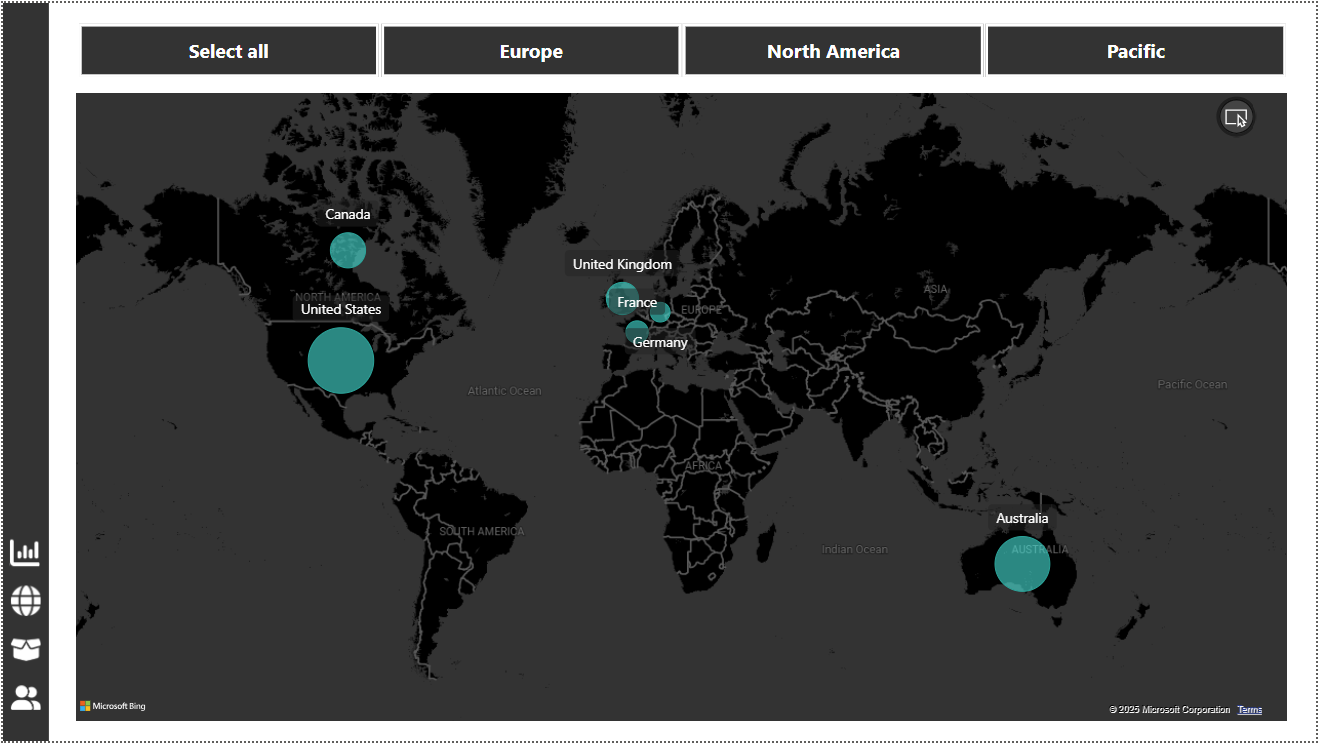 Select all
Europe
North America
Pacific
Canada
United Kingdom
ASIA
NORTH AMERICA
France
United States
EUROPE
Germany
Pacific Ocean
Atlantic Ocean
AFRICA
Australia
SOUTH AMERICA
Indian Ocean
AUSTRALIA
Microsoft Bing
© 2025 Microsoft Corporation Terms